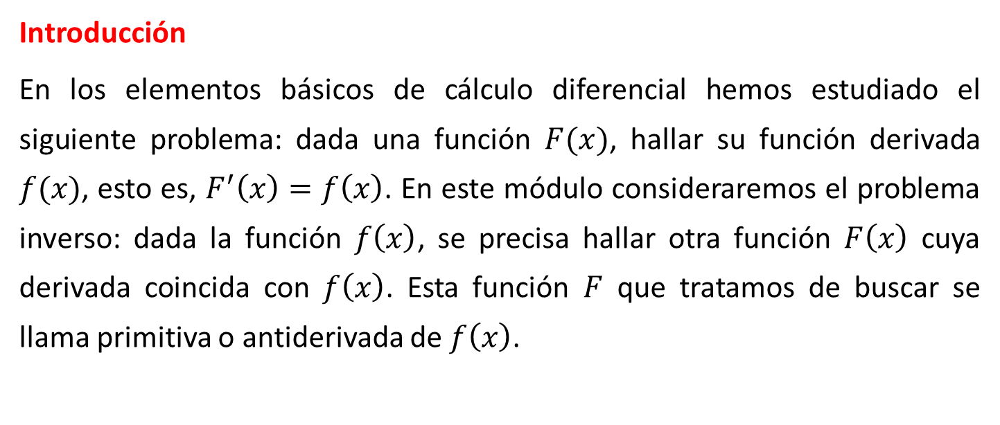 Introducción
En los elementos básicos de cálculo diferencial hemos estudiado el
siguiente problema: dada una función F(x), hallar su función derivada
f(x), esto es, F′(x) = f(x). En este módulo consideraremos el problema
inverso: dada la función f(x), se precisa hallar otra función F(x) cuya
derivada coincida con f(x). Esta función F que tratamos de buscar se
llama primitiva o antiderivada de f(x).